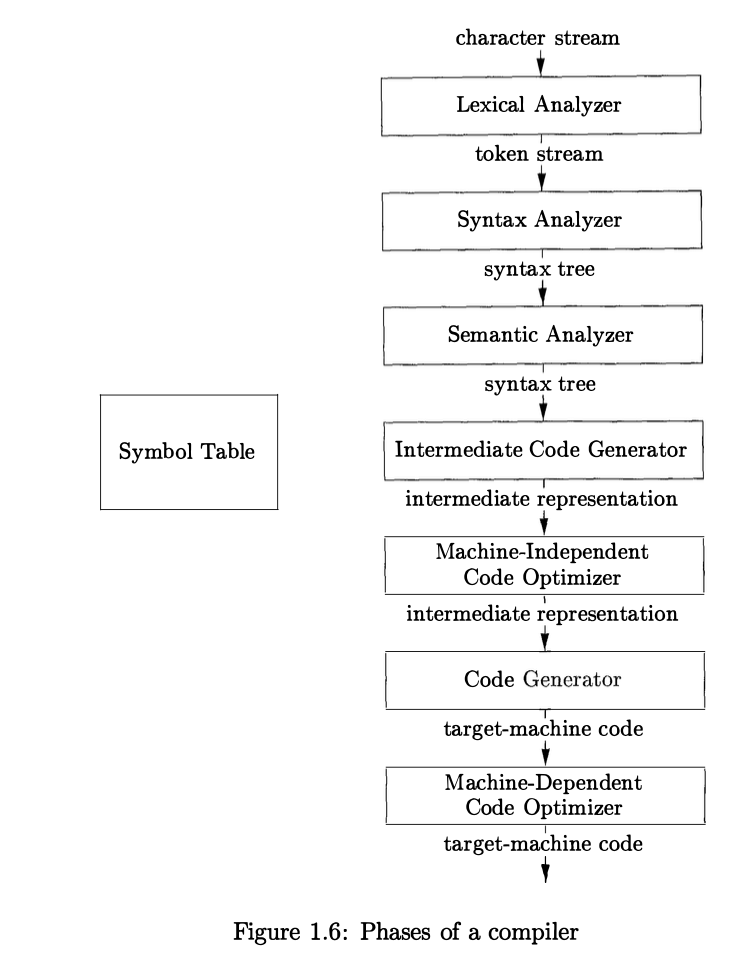 character stream
Lexical Analyzer
token stream
Syntax Analyzer
syntax tree
Semantic Analyzer
syntax tree
Symbol Table
Intermediate Code Generator
intermediate representation
Machine-Independent
Code Optimizer
intermediate representation
Code Generator
target-machine code
Machine-Dependent
Code Optimizer
target-machine code
Figure 1.6: Phases of a compiler